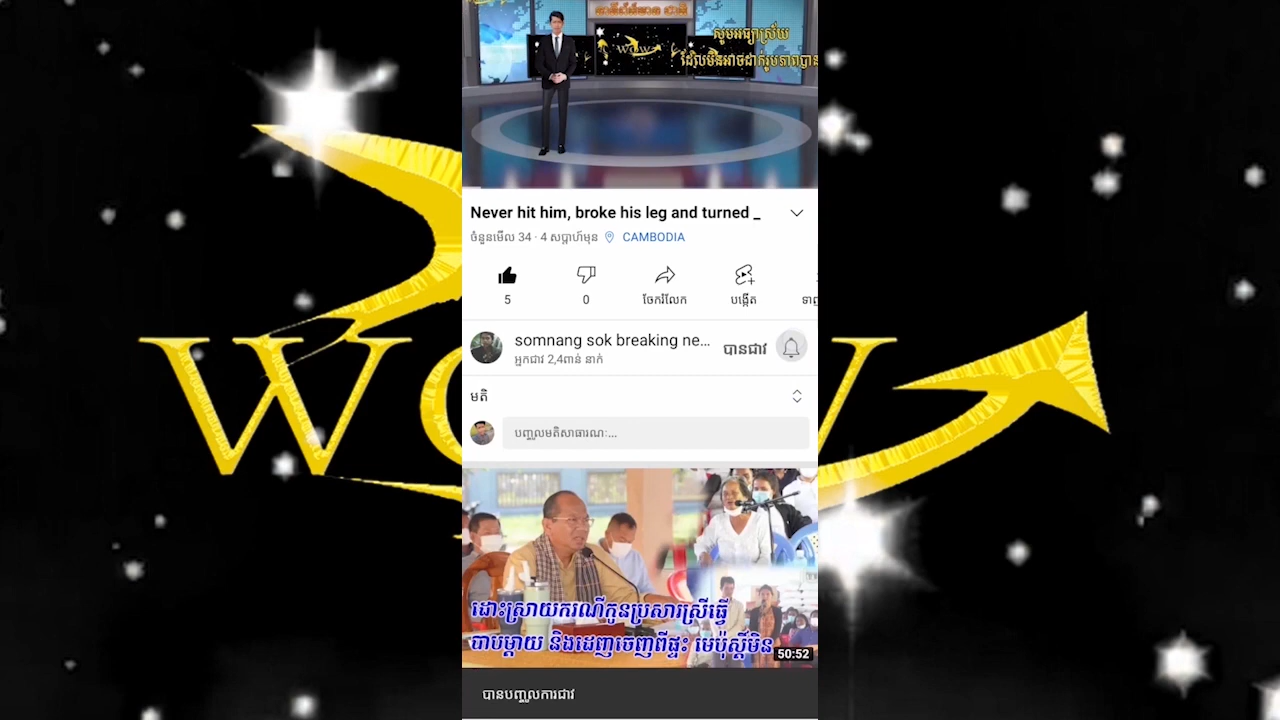 សូមអធ្យាស្រ័យ
ដែលមិនអាចដាក់រូបភាពបាន
WOW
Never hit him, broke his leg and turned _
ចំនួនមើល 34 · 4 សប្តាហ៍មុន CAMBODIA
5
0
ចែករំលែក
បង្កើត
somnang sok breaking ne...
អ្នកជាវ 2,4ពាន់ នាក់
បានជាវ
មតិ
បញ្ចូលមតិសាធារណៈ...
ដោះស្រាយករណីកូនប្រសារស្រីធ្វើ
បាបម្តាយ និងដេញចេញពីផ្ទះ មេប៉ុស្តិ៍មិន
50:52
បានបញ្ចូលការជាវ